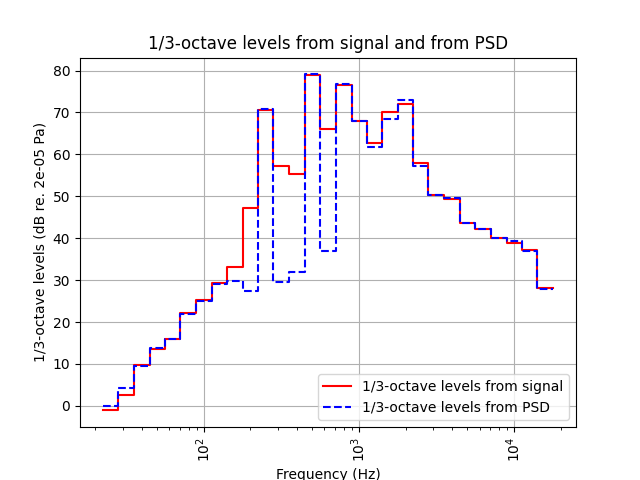 1/3-octave levels from signal and from PSD
1/3-octave levels (dB re. 2e-05 Pa)
80
70
60
50
40
30
20
10
0
10²
10³
10⁴
Frequency (Hz)
1/3-octave levels from signal
1/3-octave levels from PSD